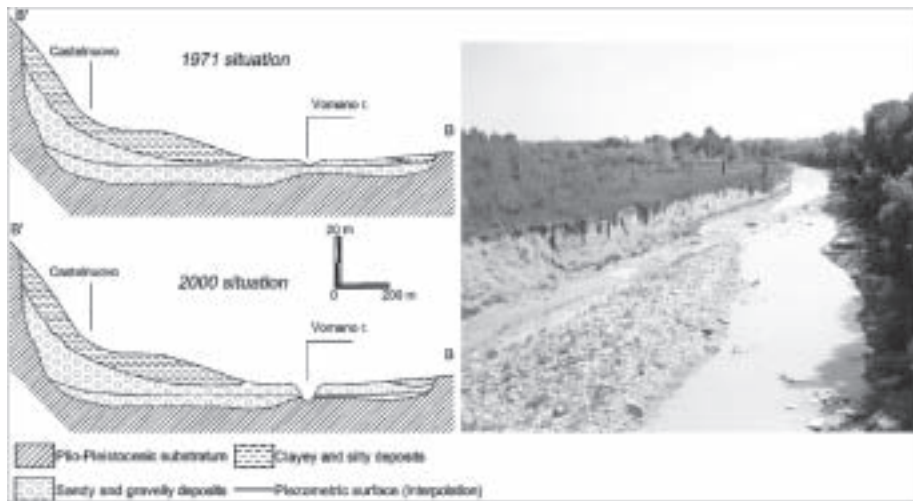 B'
Castelnuovo
1971 situation
Vomano r.
B
B'
20 m
Castelnuovo
2000 situation
0 200 m
Vomano r.
B
Plio-Pleistocenic substratum
Clayey and silty deposits
Sandy and gravelly deposits
Piezometric surface (Interpolation)